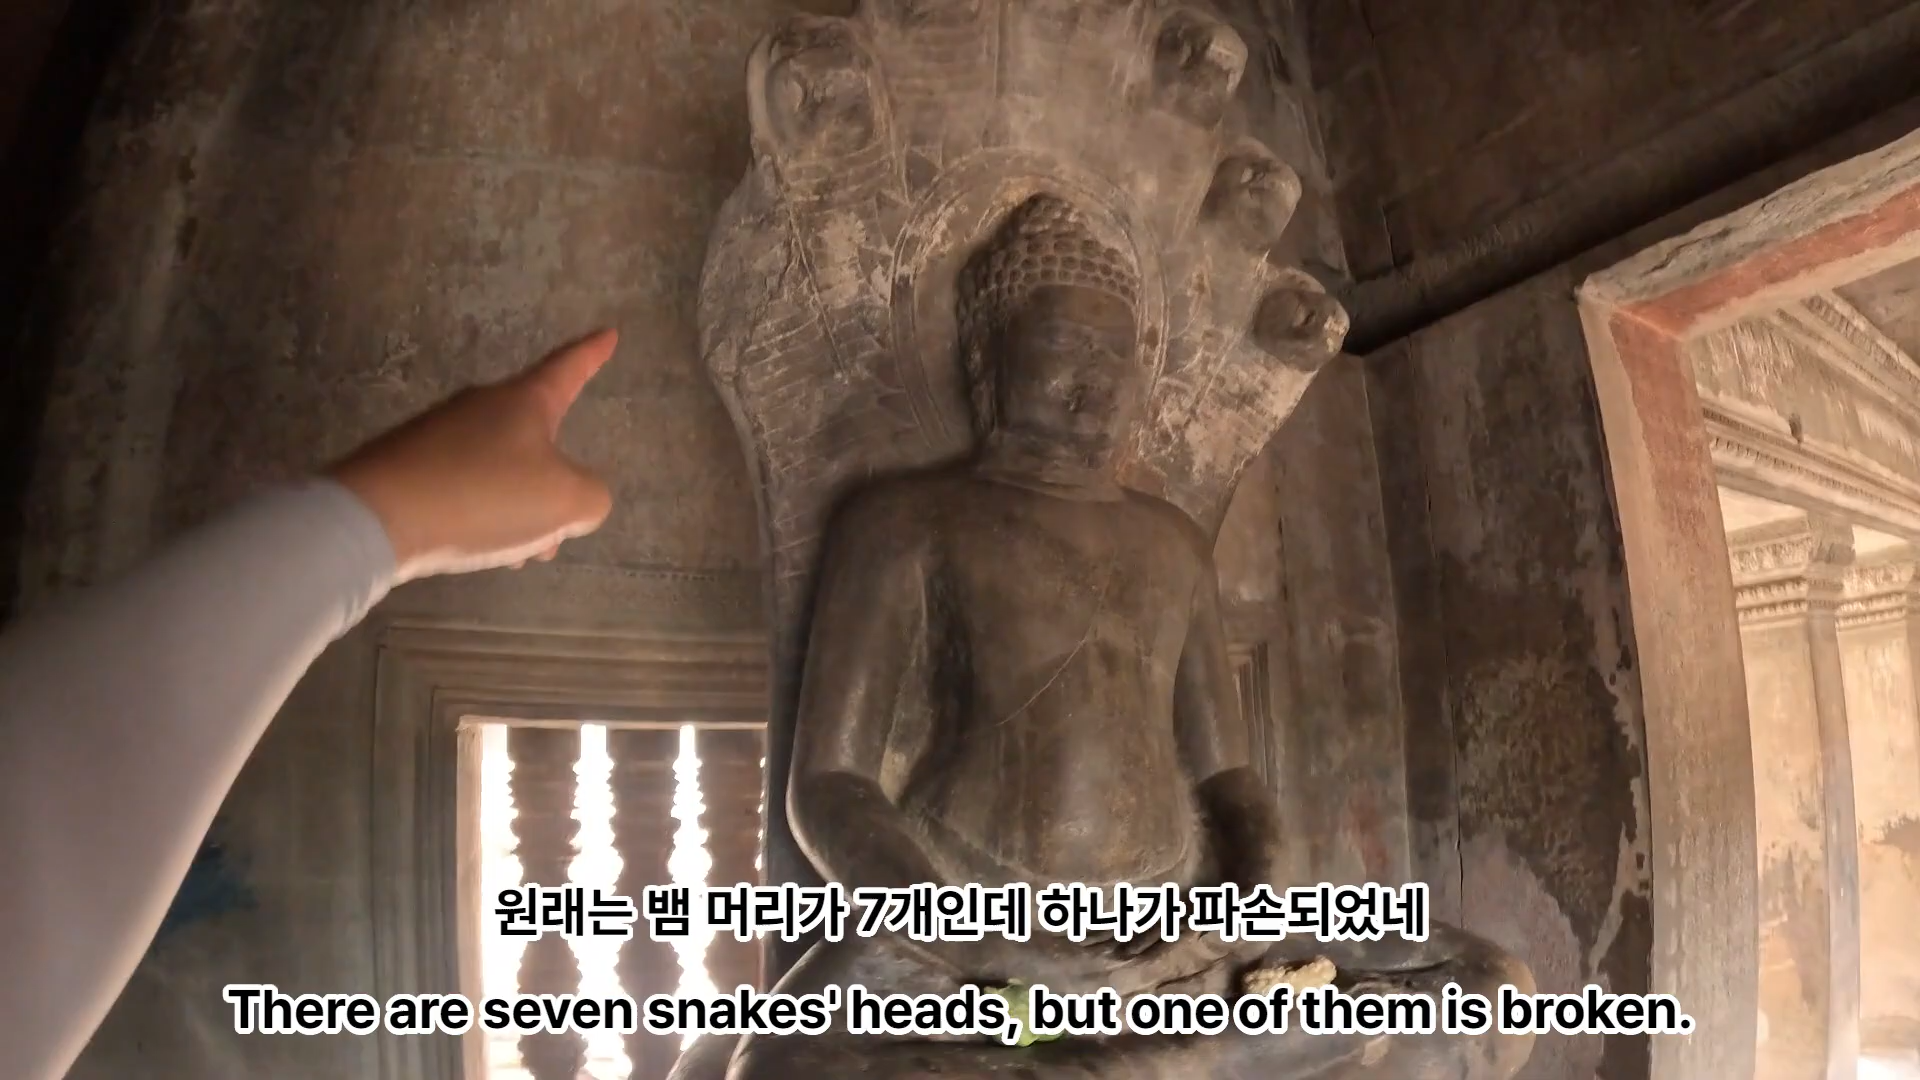 원래는 뱀 머리가 7개인데 하나가 파손되었네
There are seven snakes' heads, but one of them is broken.